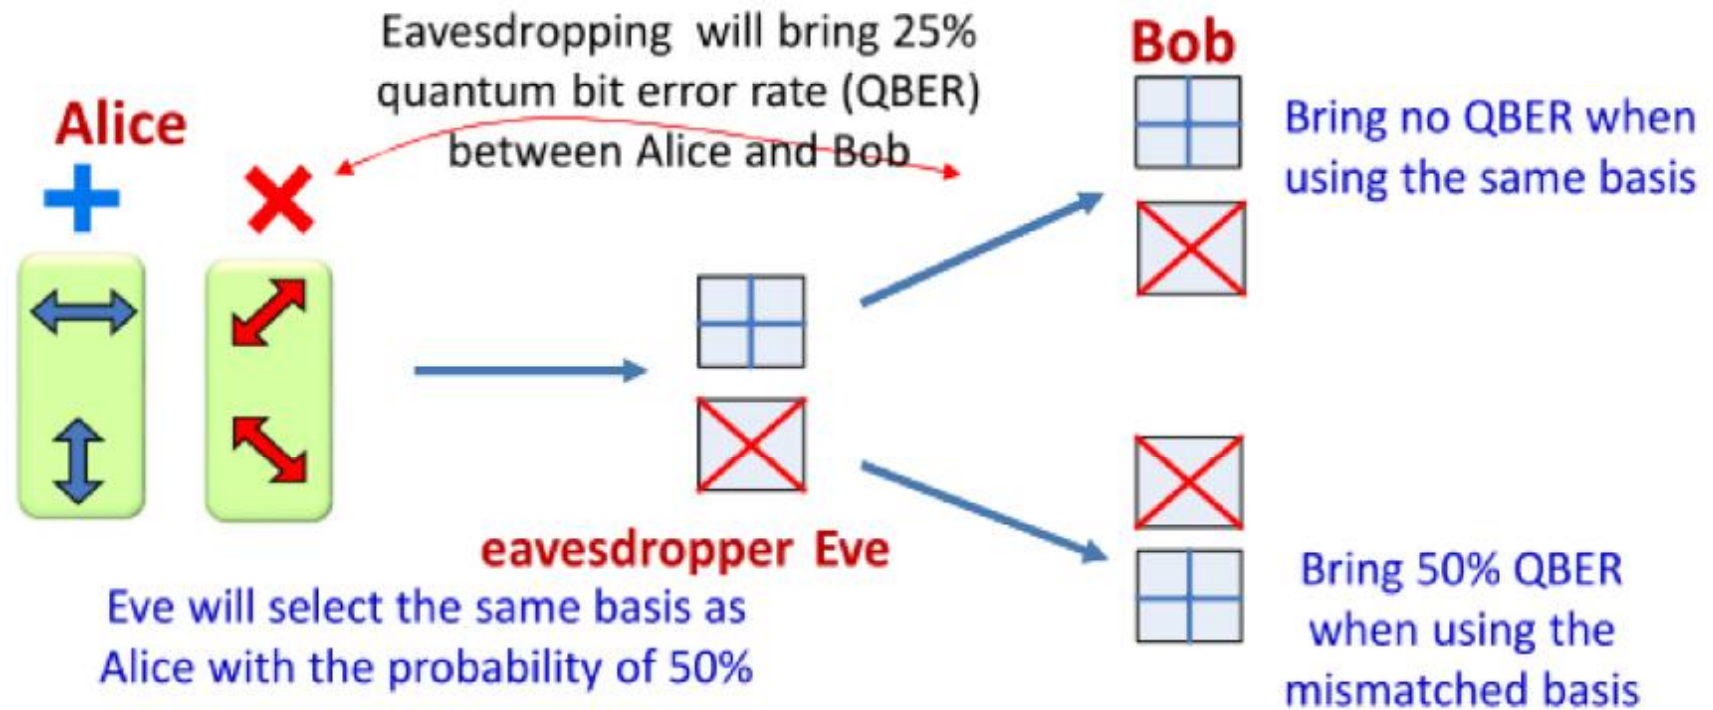 Eavesdropping will bring 25%
quantum bit error rate (QBER)
between Alice and Bob
Alice
Bob
Bring no QBER when
using the same basis
eavesdropper Eve
Eve will select the same basis as
Alice with the probability of 50%
Bring 50% QBER
when using the
mismatched basis